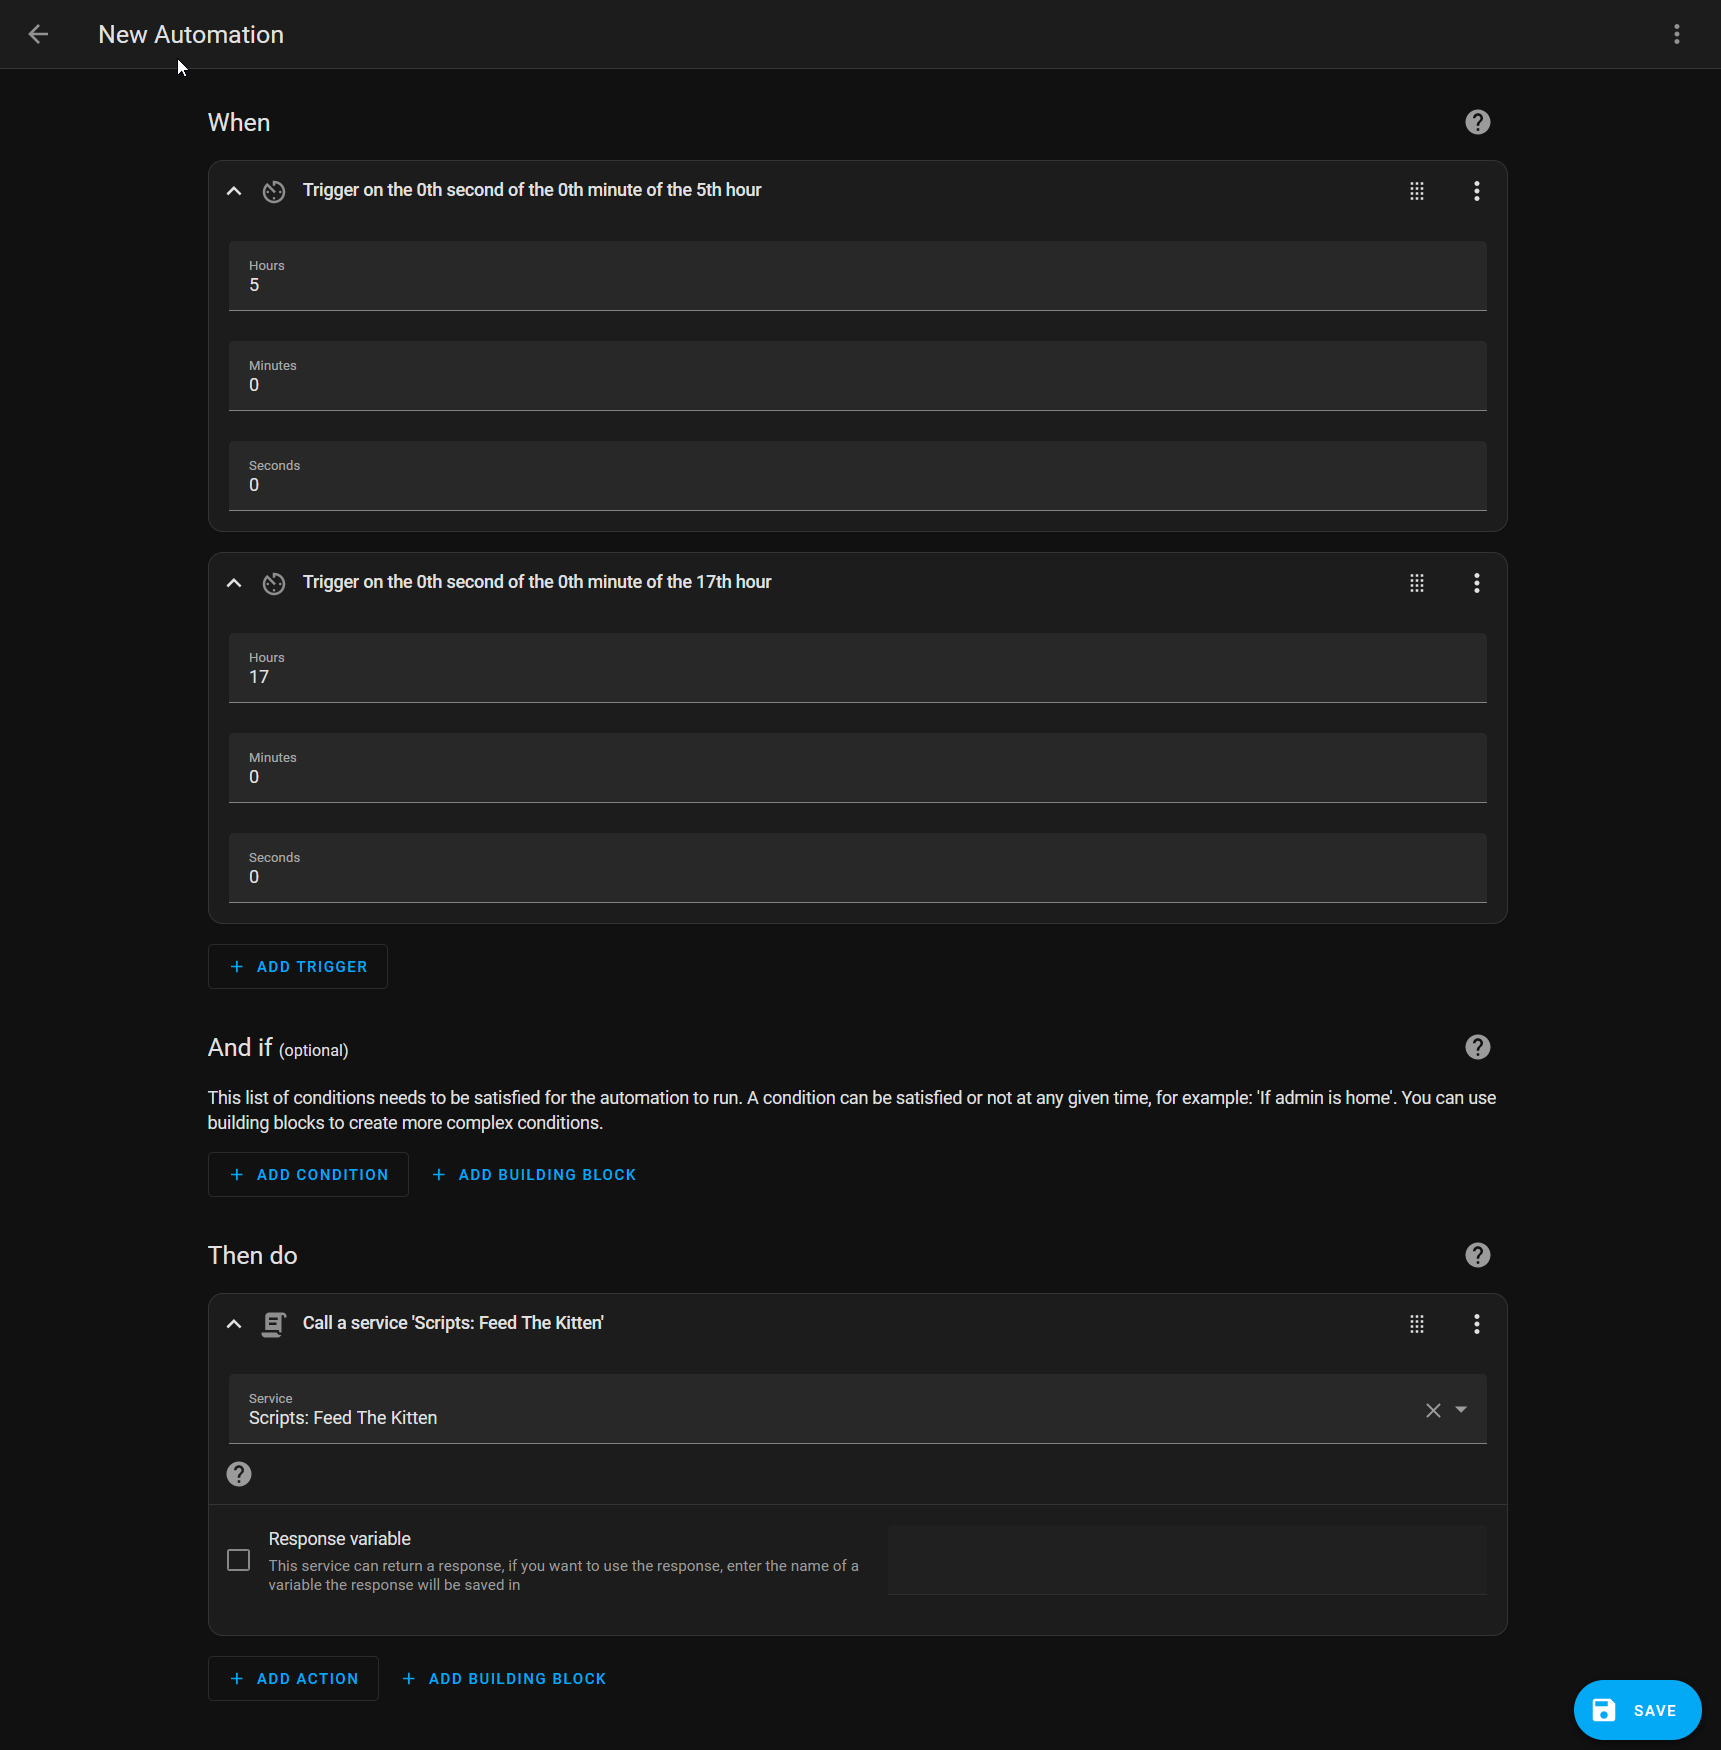 New Automation
When
Trigger on the 0th second of the 0th minute of the 5th hour
Hours
5
Minutes
0
Seconds
0
Trigger on the 0th second of the 0th minute of the 17th hour
Hours
17
Minutes
0
Seconds
0
+ ADD TRIGGER
And if (optional)
This list of conditions needs to be satisfied for the automation to run. A condition can be satisfied or not at any given time, for example: 'If admin is home'. You can use
building blocks to create more complex conditions.
+ ADD CONDITION + ADD BUILDING BLOCK
Then do
Call a service 'Scripts: Feed The Kitten'
Service
Scripts: Feed The Kitten
Response variable
This service can return a response, if you want to use the response, enter the name of a
variable the response will be saved in
+ ADD ACTION + ADD BUILDING BLOCK
SAVE